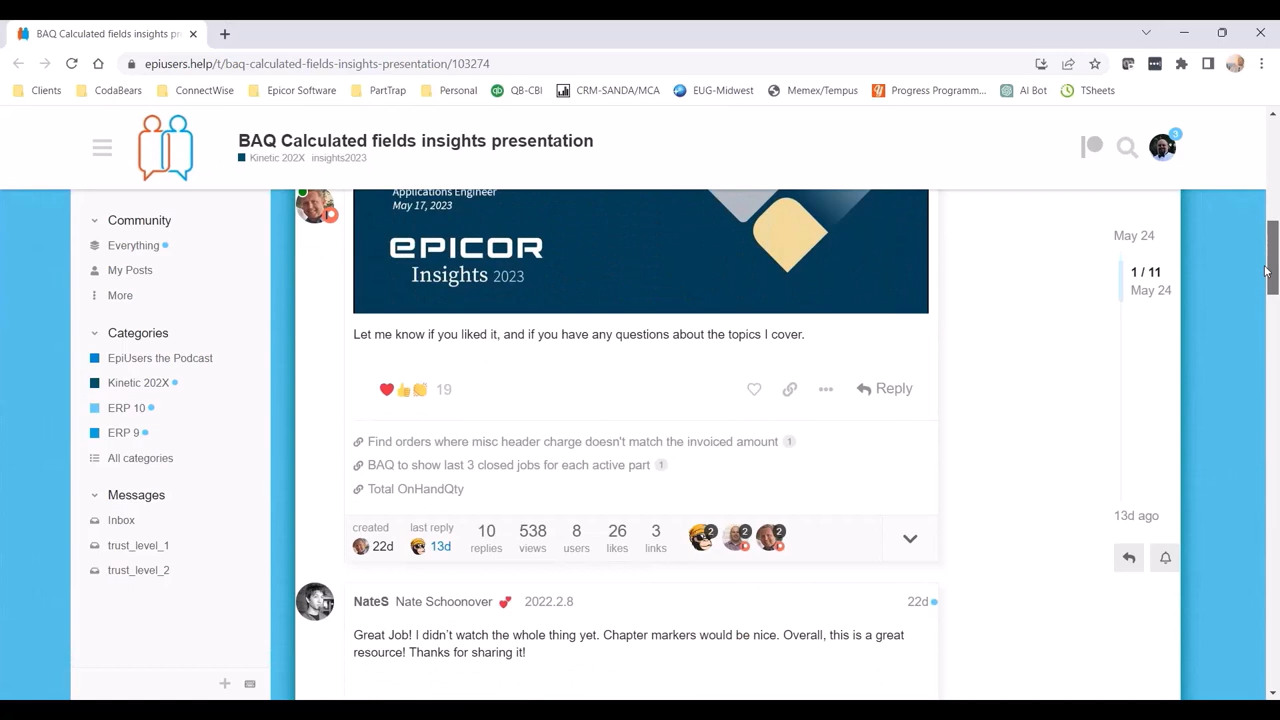 BAQ Calculated fields insights pr
epiusers.help/t/baq-calculated-fields-insights-presentation/103274
Clients
CodaBears
ConnectWise
Epicor Software
PartTrap
Personal
QB-CBI
CRM-SANDA/MCA
EUG-Midwest
Memex/Tempus
Progress Programm...
AI Bot
TSheets
BAQ Calculated fields insights presentation
Kinetic 202X insights2023
3
Community
Everything
My Posts
More
Categories
EpiUsers the Podcast
Kinetic 202X
ERP 10
ERP 9
All categories
Messages
Inbox
trust_level_1
trust_level_2
Applications Engineer
May 17, 2023
EPICOR
Insights 2023
Let me know if you liked it, and if you have any questions about the topics I cover.
19
Reply
Find orders where misc header charge doesn't match the invoiced amount 1
BAQ to show last 3 closed jobs for each active part 1
Total OnHandQty
created
22d
last reply
13d
10
replies
538
views
8
users
26
likes
3
links
2
2
2
NateS Nate Schoonover 2022.2.8
22d
Great Job! I didn't watch the whole thing yet. Chapter markers would be nice. Overall, this is a great
resource! Thanks for sharing it!
May 24
1 / 11
May 24
13d ago